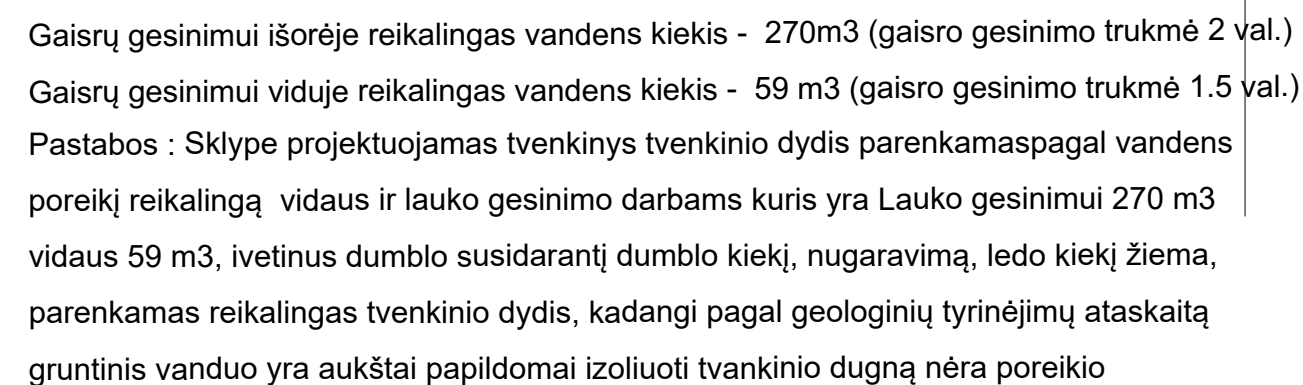 Gaisrų gesinimui išorėje reikalingas vandens kiekis - 270m3 (gaisro gesinimo trukmė 2 val.)
Gaisrų gesinimui viduje reikalingas vandens kiekis - 59 m3 (gaisro gesinimo trukmė 1.5 val.)
Pastabos : Sklype projektuojamas tvenkinys tvenkinio dydis parenkamaspagal vandens
poreikį reikalingą vidaus ir lauko gesinimo darbams kuris yra Lauko gesinimui 270 m3
vidaus 59 m3, ivetinus dumblo susidarantį dumblo kiekį, nugaravimą, ledo kiekį žiema,
parenkamas reikalingas tvenkinio dydis, kadangi pagal geologinių tyrinėjimų ataskaitą
gruntinis vanduo yra aukštai papildomai izoliuoti tvankinio dugną nėra poreikio